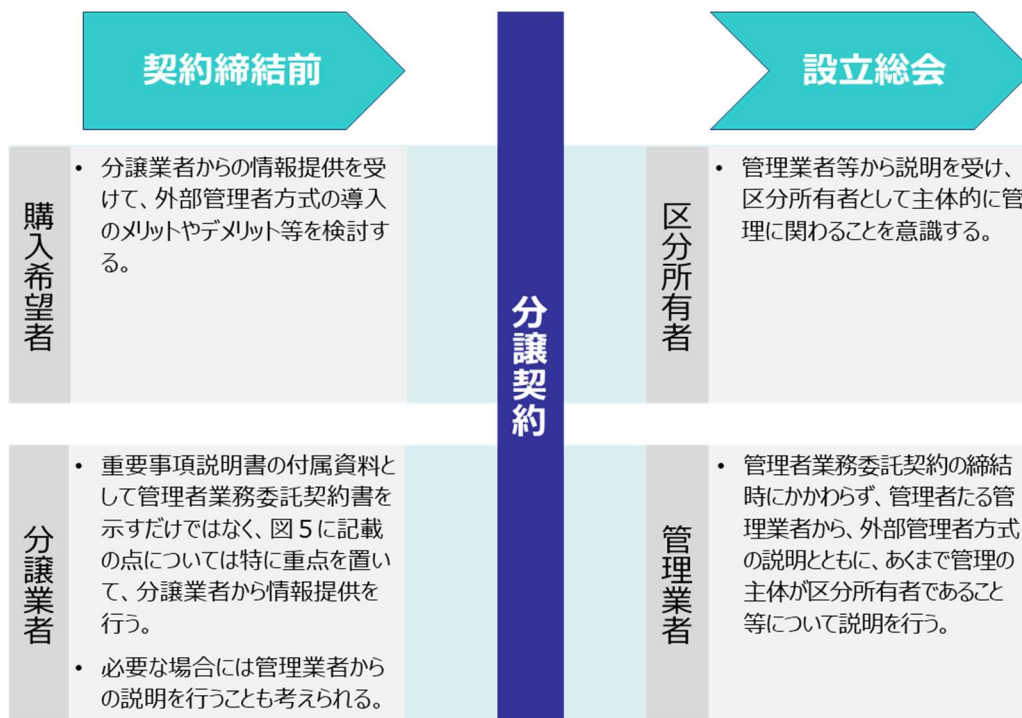 契約締結前
設立総会
分譲契約
購入希望者
• 分譲業者からの情報提供を受
けて、外部管理者方式の導入
のメリットやデメリット等を検討す
る。
区分所有者
• 管理業者等から説明を受け、
区分所有者として主体的に管
理に関わることを意識する。
分譲業者
• 重要事項説明書の付属資料と
して管理者業務委託契約書を
示すだけではなく、図5に記載
の点については特に重点を置い
て、分譲業者から情報提供を
行う。
• 必要な場合には管理業者から
の説明を行うことも考えられる。
管理業者
• 管理者業務委託契約の締結
時にかかわらず、管理者たる管
理業者から、外部管理者方式
の説明とともに、あくまで管理の
主体が区分所有者であること
等について説明を行う。